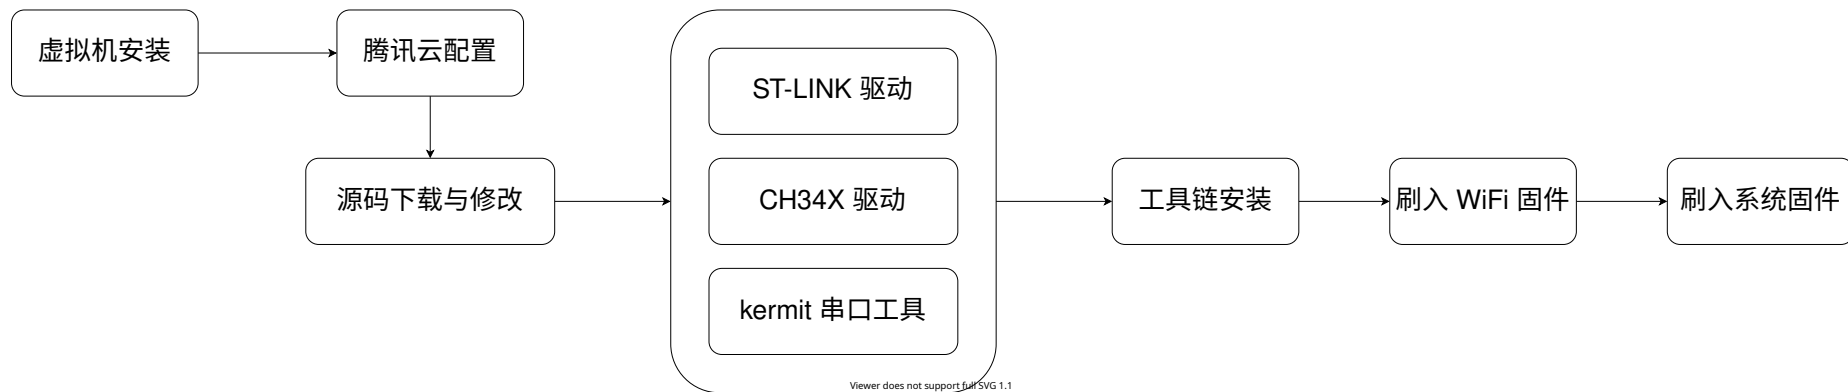 虚拟机安装
腾讯云配置
源码下载与修改
ST-LINK 驱动
CH34X 驱动
kermit 串口工具
工具链安装
刷入 WiFi 固件
刷入系统固件
Viewer does not support full SVG 1.1